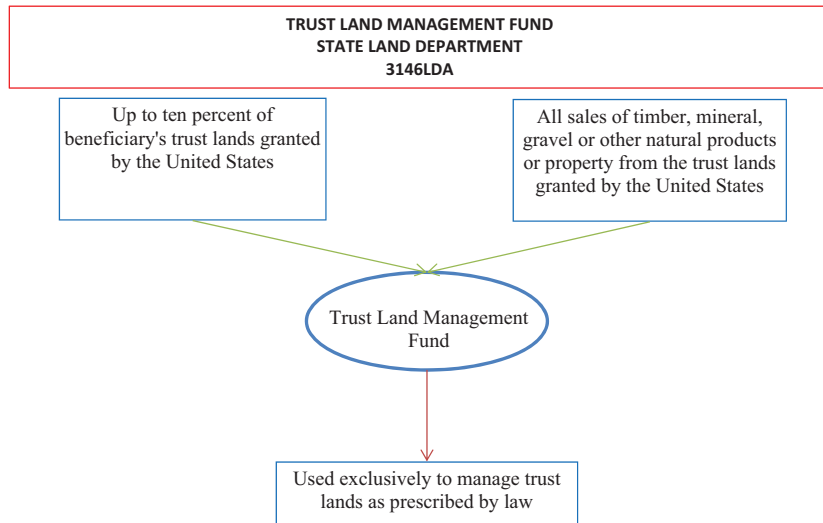 TRUST LAND MANAGEMENT FUND
STATE LAND DEPARTMENT
3146LDA
Up to ten percent of
beneficiary's trust lands granted
by the United States
All sales of timber, mineral,
gravel or other natural products
or property from the trust lands
granted by the United States
Trust Land Management
Fund
Used exclusively to manage trust
lands as prescribed by law